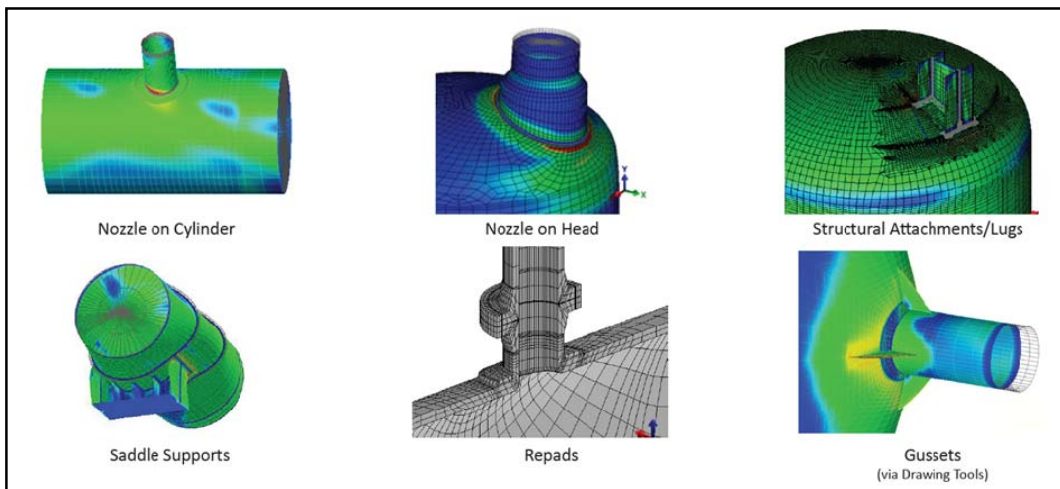 Nozzle on Cylinder
Nozzle on Head
Structural Attachments/Lugs
Y
X
Saddle Supports
Repads
Gussets
(via Drawing Tools)